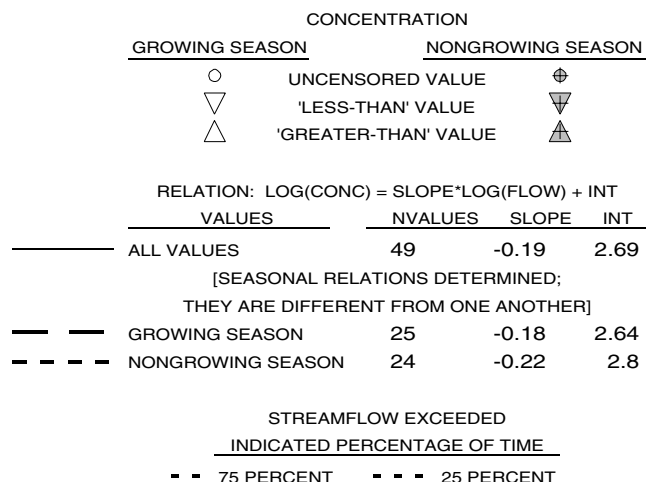 CONCENTRATION
GROWING SEASON NONGROWING SEASON
UNCENSORED VALUE
'LESS-THAN' VALUE
'GREATER-THAN' VALUE
RELATION: LOG(CONC) = SLOPE*LOG(FLOW) + INT
VALUES NVALUES SLOPE INT
ALL VALUES 49 -0.19 2.69
[SEASONAL RELATIONS DETERMINED;
THEY ARE DIFFERENT FROM ONE ANOTHER]
GROWING SEASON 25 -0.18 2.64
NONGROWING SEASON 24 -0.22 2.8
STREAMFLOW EXCEEDED
INDICATED PERCENTAGE OF TIME
75 PERCENT 25 PERCENT